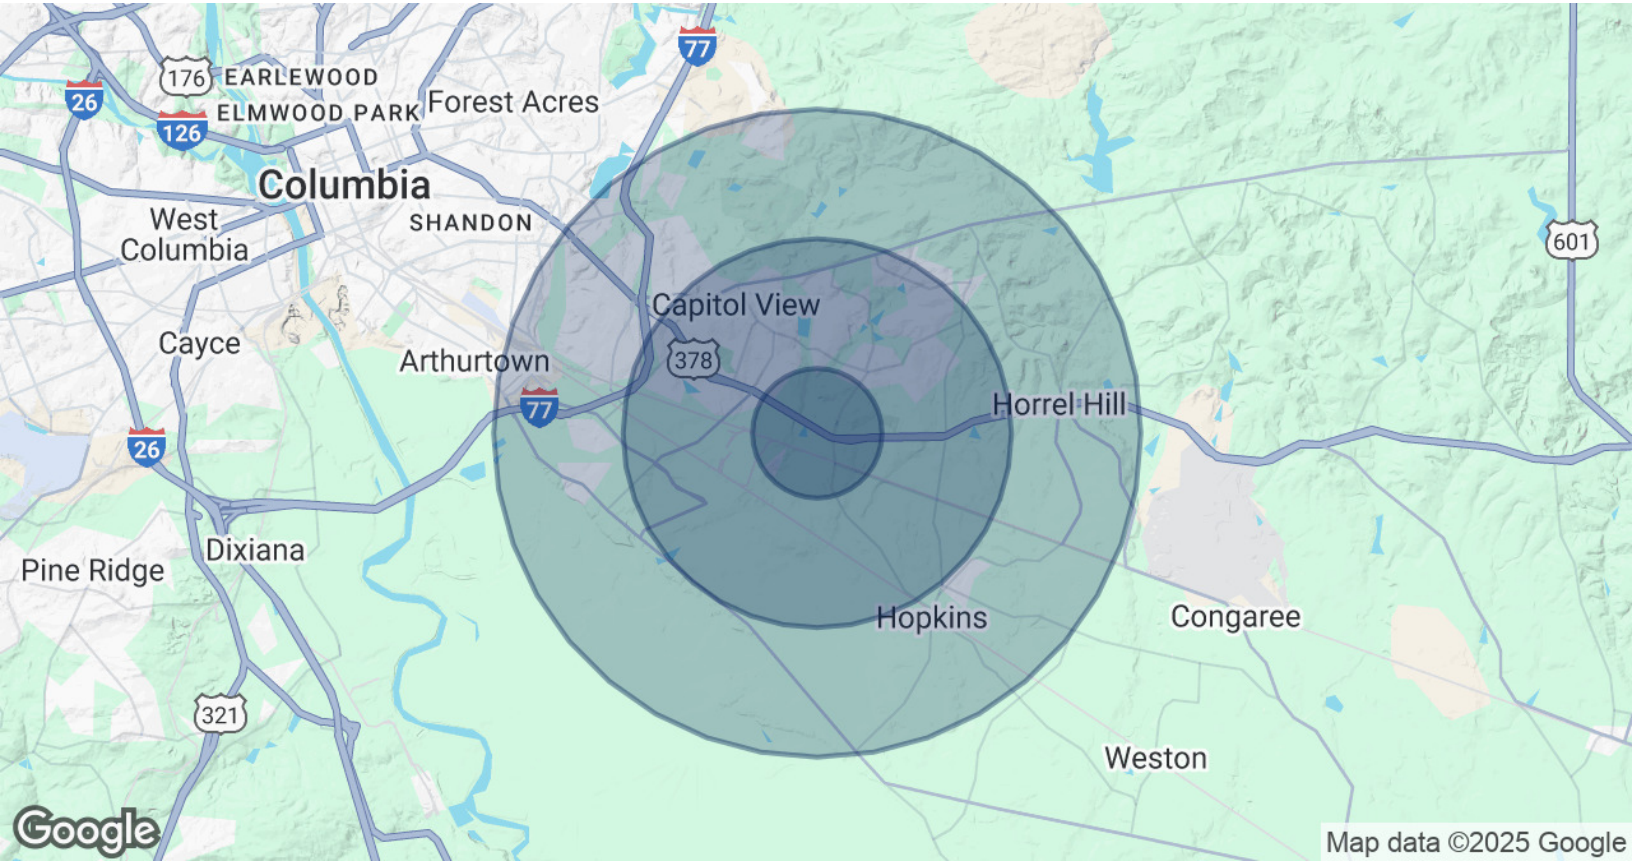 77
176
EARLEWOOD
26
ELMWOOD PARK
Forest Acres
126
Columbia
West
Columbia
SHANDON
601
Capitol View
Cayce
Arthurtown
378
77
Horrel Hill
26
Dixiana
Pine Ridge
Hopkins
Congaree
321
Weston
Google
Map data ©2025 Google